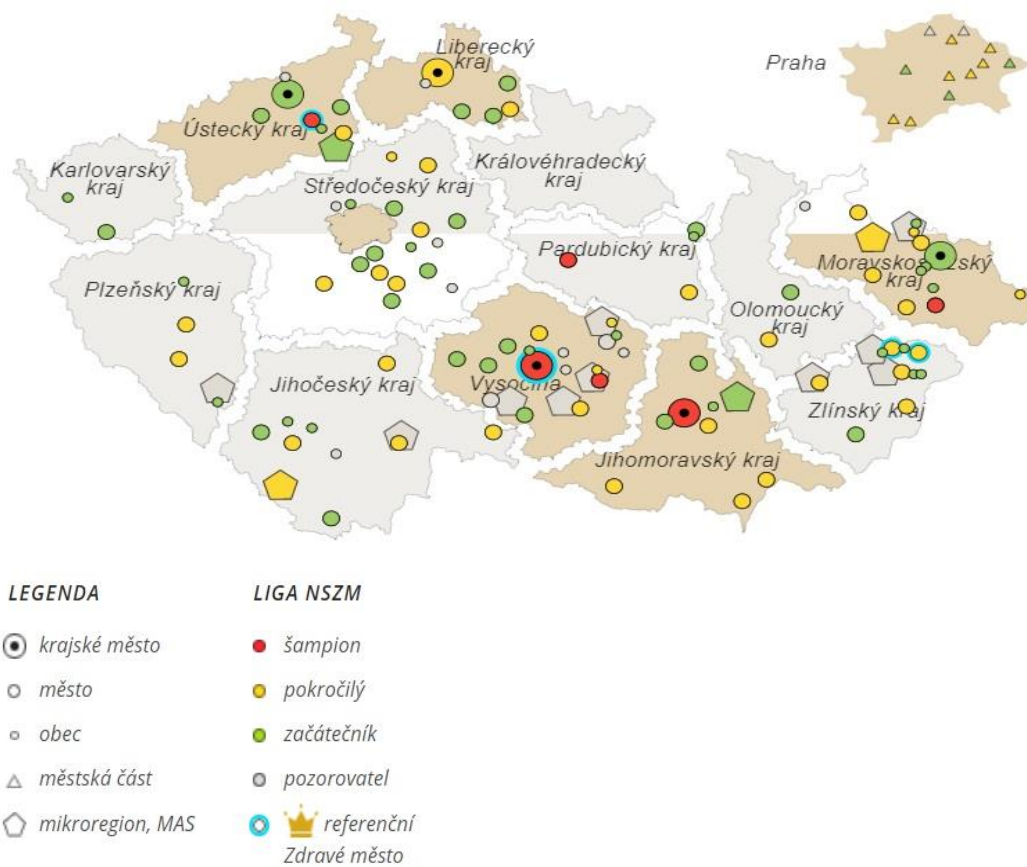 Liberecký
kraj
Praha
Ústecký kraj
Karlovarský
kraj
Středočeský kraj
Královéhradecký
kraj
Plzeňský kraj
Pardubický kraj
kraj
Olomoucký
kraj
Jihočeský kraj
Vysočina
Zlínský kraj
Jihomoravský kraj
LEGENDA
krajské město
město
obec
městská část
mikroregion, MAS
LIGA NSZM
šampion
pokročilý
začátečník
pozorovatel
referenční
Zdravé město